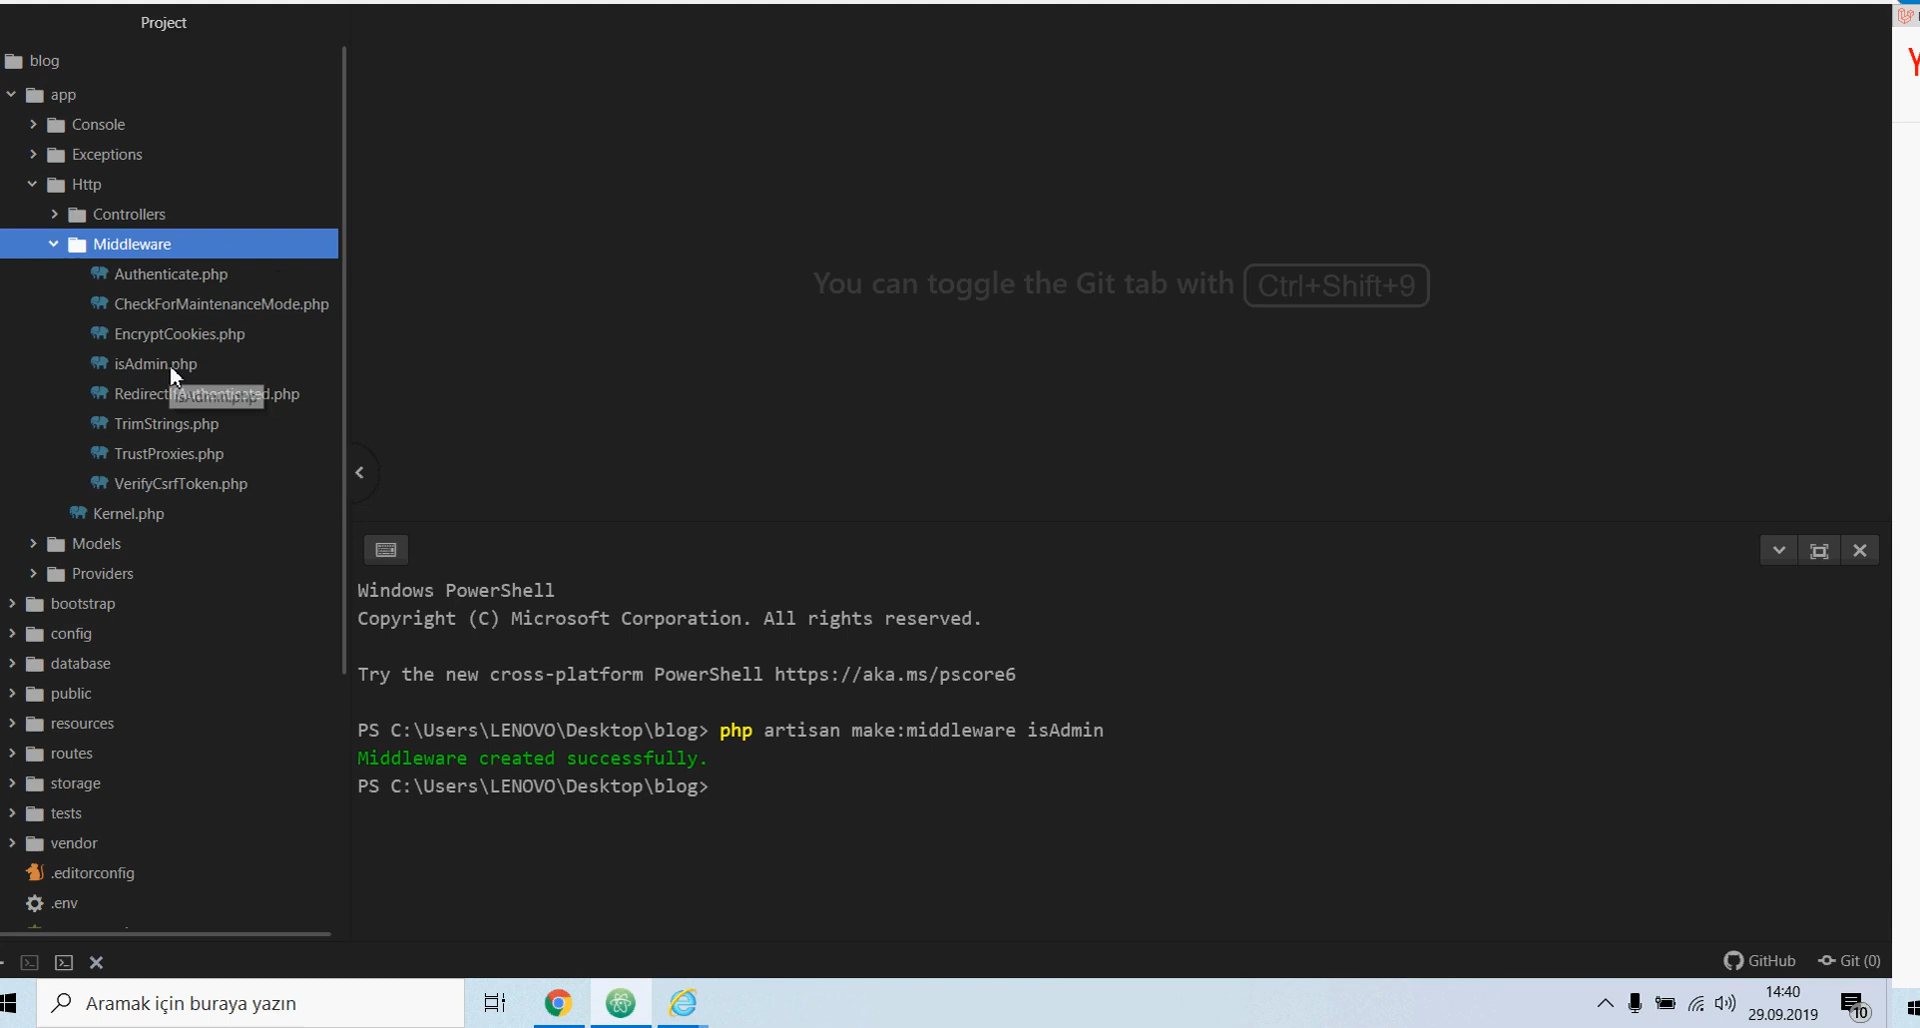 Project
blog
app
Console
Exceptions
Http
Controllers
Middleware
Authenticate.php
CheckForMaintenanceMode.php
EncryptCookies.php
isAdmin.php
RedirectIfAuthenticated.php
isAdmin.php
TrimStrings.php
TrustProxies.php
VerifyCsrfToken.php
Kernel.php
Models
Providers
bootstrap
config
database
public
resources
routes
storage
tests
vendor
.editorconfig
.env
You can toggle the Git tab with Ctrl+Shift+9
Windows PowerShell
Copyright (C) Microsoft Corporation. All rights reserved.
Try the new cross-platform PowerShell https://aka.ms/pscore6
PS C:\Users\LENOVO\Desktop\blog> php artisan make:middleware isAdmin
Middleware created successfully.
PS C:\Users\LENOVO\Desktop\blog>
GitHub Git (0)
Aramak için buraya yazın
14:40
29.09.2019
10